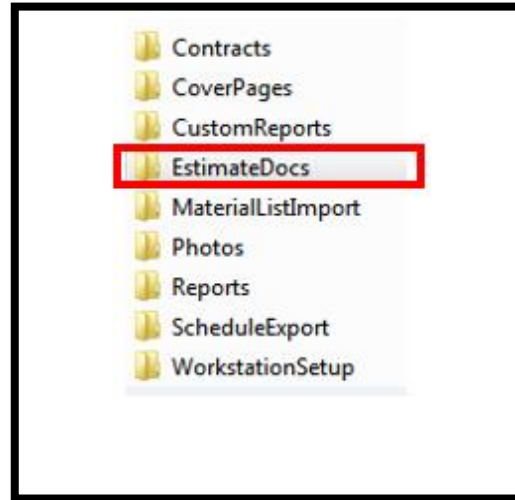 Contracts
CoverPages
CustomReports
EstimateDocs
MaterialListImport
Photos
Reports
ScheduleExport
WorkstationSetup